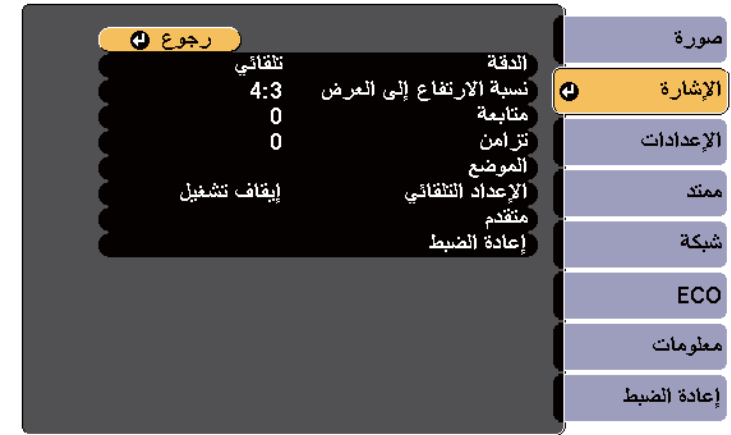 صورة
الإشارة
الإعدادات
ممتد
شبكة
ECO
معلومات
إعادة الضبط
رجوع
الدقة تلقائي
نسبة الارتفاع إلى العرض 4:3
متابعة 0
تزامن 0
الموضع
الإعداد التلقائي إيقاف تشغيل
متقدم
إعادة الضبط